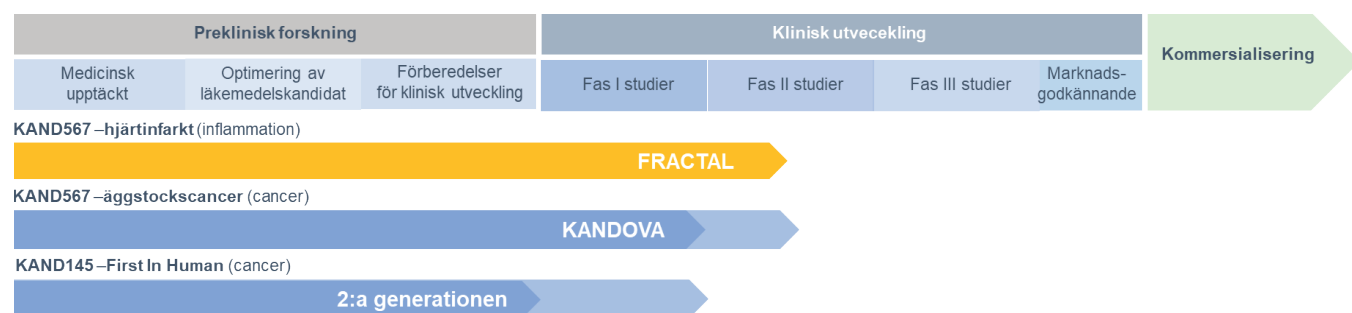 Preklinisk forskning
Klinisk utvecekling
Kommersialisering
Medicinsk
upptäckt
Optimering av
läkemedelskandidat
Förberedelser
för klinisk utveckling
Fas I studier
Fas II studier
Fas III studier
Marknads-
godkännande
KAND567 –hjärtinfarkt (inflammation)
FRACTAL
KAND567 –äggstockscancer (cancer)
KANDOVA
KAND145 –First In Human (cancer)
2:a generationen